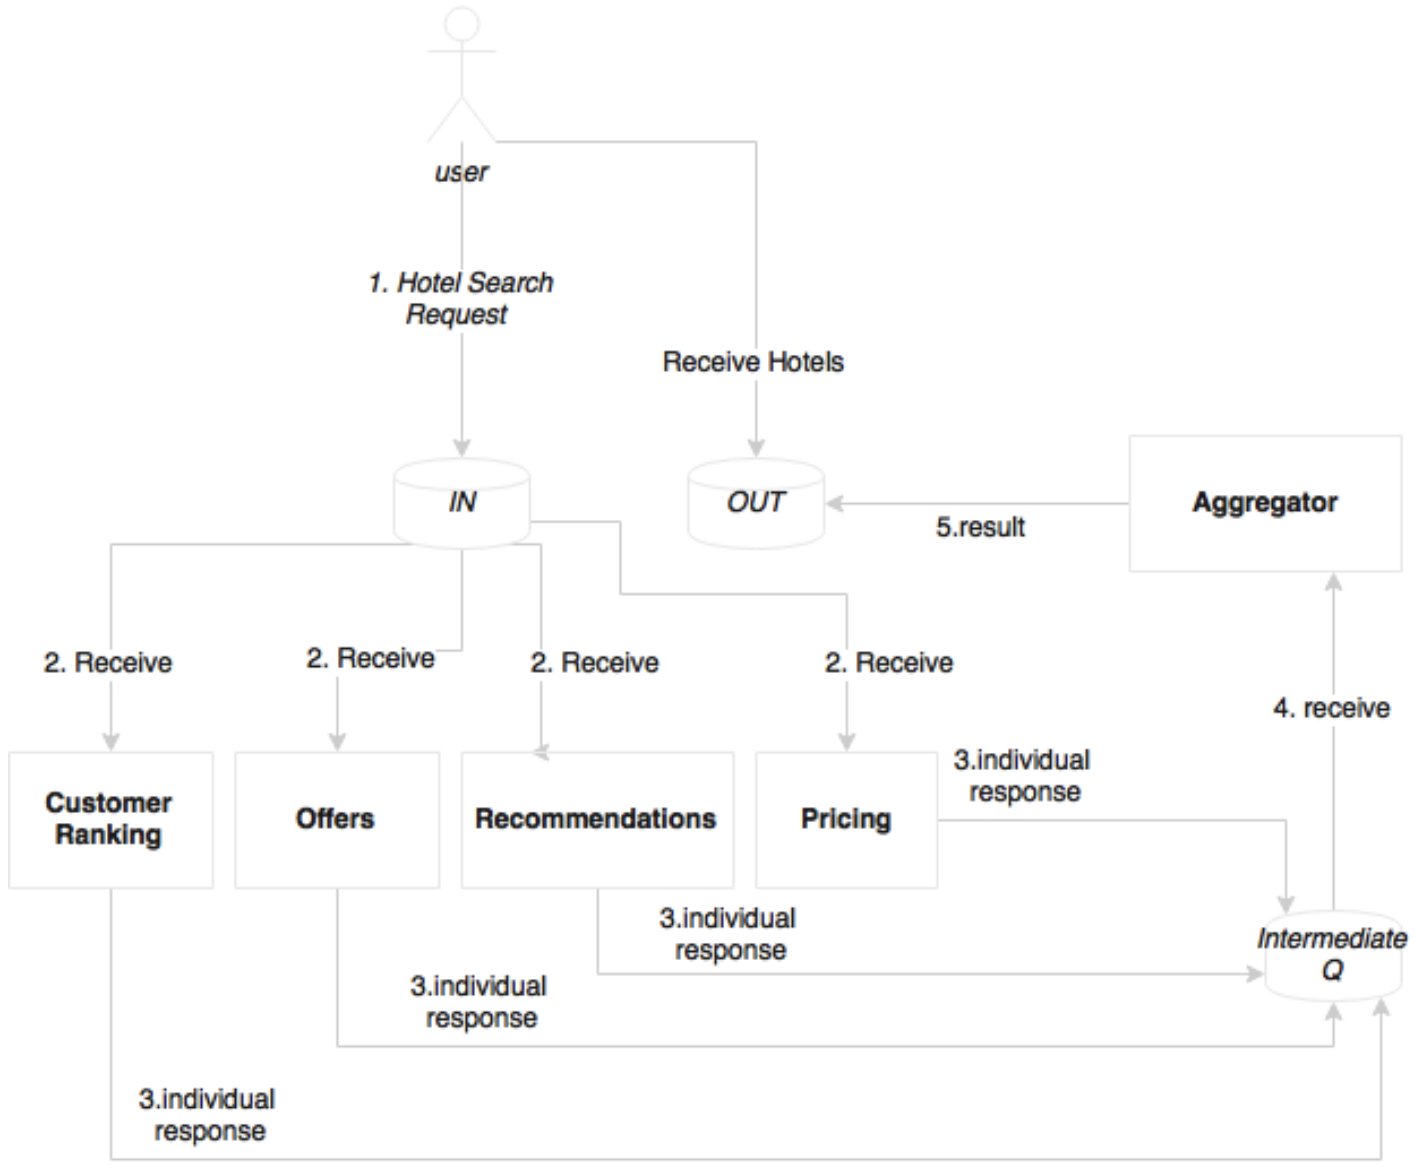 user
1. Hotel Search
Request
Receive Hotels
IN
OUT
Aggregator
5.result
2. Receive
2. Receive
2. Receive
2. Receive
4. receive
Customer
Ranking
Offers
Recommendations
Pricing
3.individual
response
3.individual
response
Intermediate
Q
3.individual
response
3.individual
response